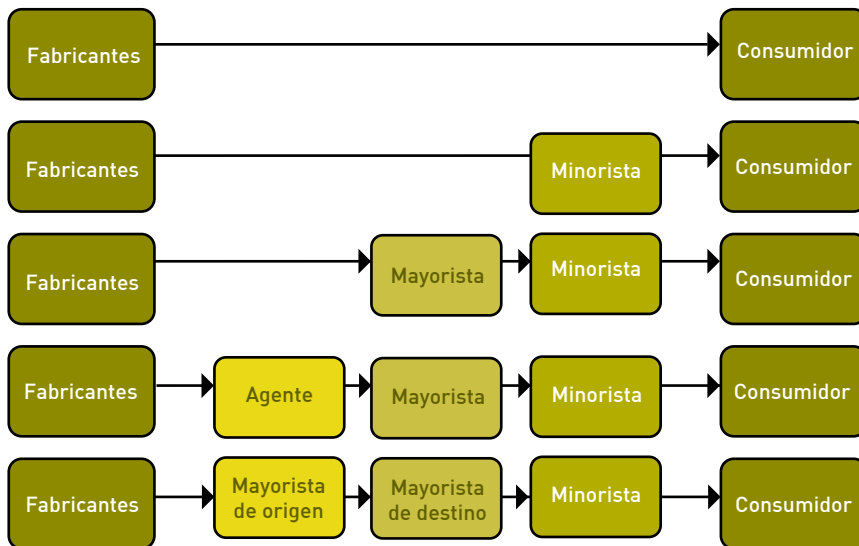 Fabricantes
Consumidor
Fabricantes
Minorista
Consumidor
Fabricantes
Mayorista
Minorista
Consumidor
Fabricantes
Agente
Mayorista
Minorista
Consumidor
Fabricantes
Mayorista
de origen
Mayorista
de destino
Minorista
Consumidor